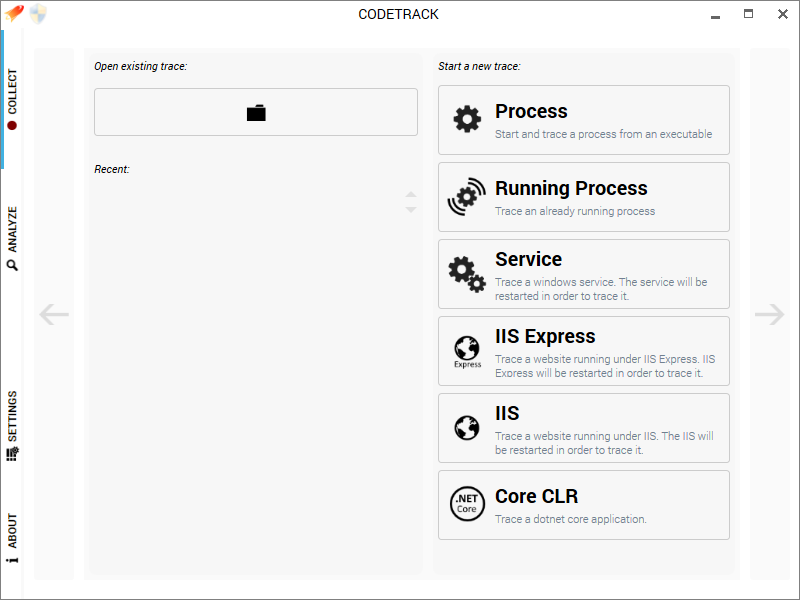 CODETRACK
COLLECT
ANALYZE
SETTINGS
ABOUT
Open existing trace:
Recent:
Start a new trace:
Process
Start and trace a process from an executable
Running Process
Trace an already running process
Service
Trace a windows service. The service will be
restarted in order to trace it.
Express
IIS Express
Trace a website running under IIS Express. IIS
Express will be restarted in order to trace it.
IIS
Trace a website running under IIS. The IIS will
be restarted in order to trace it.
.NET
Core
Core CLR
Trace a dotnet core application.